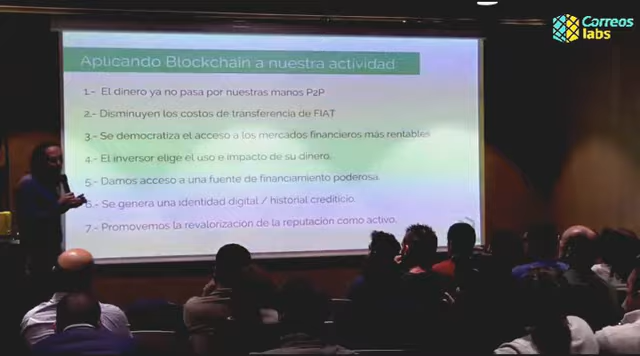 Correos
labs
Aplicando Blockchain a nuestra actividad
1.- El dinero ya no pasa por nuestras manos P2P
2.- Disminuyen los costos de transferencia de FIAT
3.- Se democratiza el acceso a los mercados financieros más rentables
4.- El inversor elige el uso e impacto de su dinero.
5.- Damos acceso a una fuente de financiamiento poderosa.
6.- Se genera una identidad digital / historial crediticio.
7.- Promovemos la revalorización de la reputación como activo.